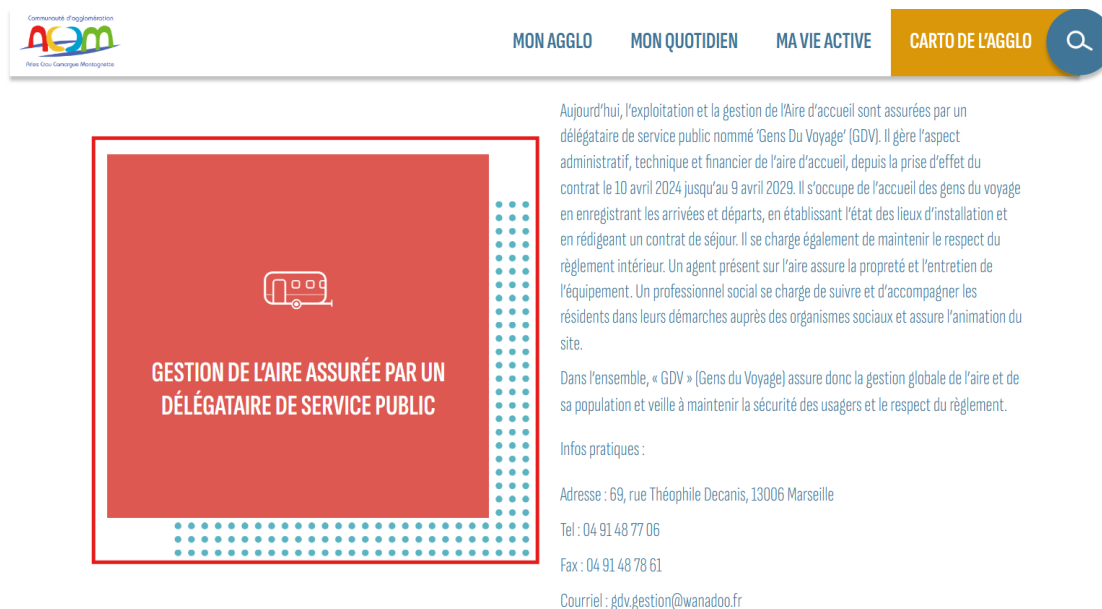 Communauté d'agglomération
ACCM
Arles Crau Camargue Montagnette
MON AGGLO
MON QUOTIDIEN
MA VIE ACTIVE
CARTO DE L'AGGLO
GESTION DE L'AIRE ASSURÉE PAR UN
DÉLÉGATAIRE DE SERVICE PUBLIC
Aujourd'hui, l'exploitation et la gestion de l'Aire d'accueil sont assurées par un
délégataire de service public nommé 'Gens Du Voyage' (GDV). Il gère l'aspect
administratif, technique et financier de l'aire d'accueil, depuis la prise d'effet du
contrat le 10 avril 2024 jusqu'au 9 avril 2029. Il s'occupe de l'accueil des gens du voyage
en enregistrant les arrivées et départs, en établissant l'état des lieux d'installation et
en rédigeant un contrat de séjour. Il se charge également de maintenir le respect du
règlement intérieur. Un agent présent sur l'aire assure la propreté et l'entretien de
l'équipement. Un professionnel social se charge de suivre et d'accompagner les
résidents dans leurs démarches auprès des organismes sociaux et assure l'animation du
site.
Dans l'ensemble, « GDV » (Gens du Voyage) assure donc la gestion globale de l'aire et de
sa population et veille à maintenir la sécurité des usagers et le respect du règlement.
Infos pratiques :
Adresse : 69, rue Théophile Decanis, 13006 Marseille
Tel : 04 91 48 77 06
Fax : 04 91 48 78 61
Courriel : gdv.gestion@wanadoo.fr